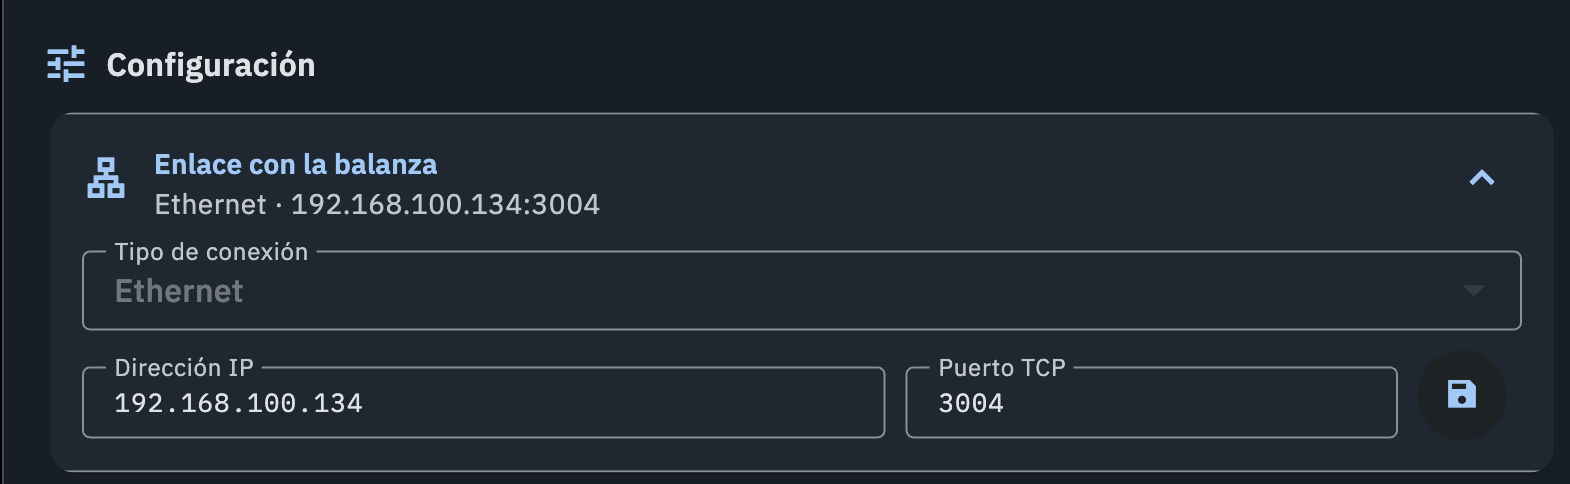 Configuración
Enlace con la balanza
Ethernet · 192.168.100.134:3004
Tipo de conexión
Ethernet
Dirección IP
192.168.100.134
Puerto TCP
3004